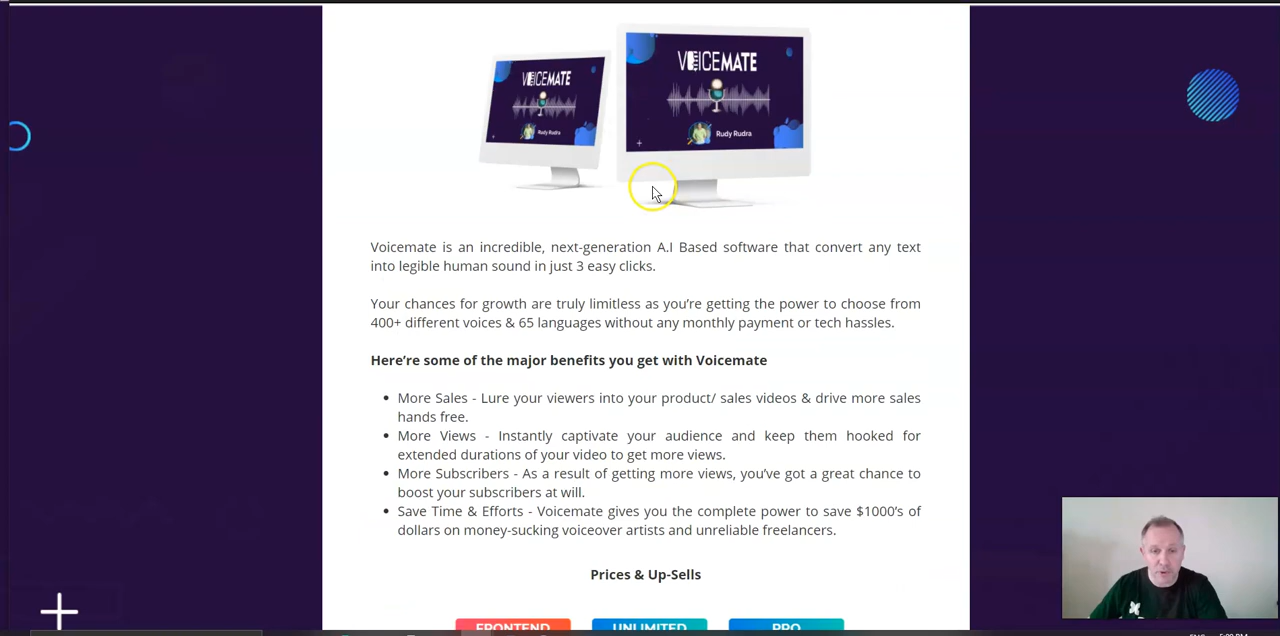 VOICEMATE
VOICEMATE
Rudy Rudra
Rudy Rudra
Voicemate is an incredible, next-generation A.I Based software that convert any text
into legible human sound in just 3 easy clicks.
Your chances for growth are truly limitless as you're getting the power to choose from
400+ different voices & 65 languages without any monthly payment or tech hassles.
Here're some of the major benefits you get with Voicemate
More Sales - Lure your viewers into your product/ sales videos & drive more sales
hands free.
More Views - Instantly captivate your audience and keep them hooked for
extended durations of your video to get more views.
More Subscribers - As a result of getting more views, you've got a great chance to
boost your subscribers at will.
Save Time & Efforts - Voicemate gives you the complete power to save $1000's of
dollars on money-sucking voiceover artists and unreliable freelancers.
Prices & Up-Sells
FRONTEND UNLIMITED PRO